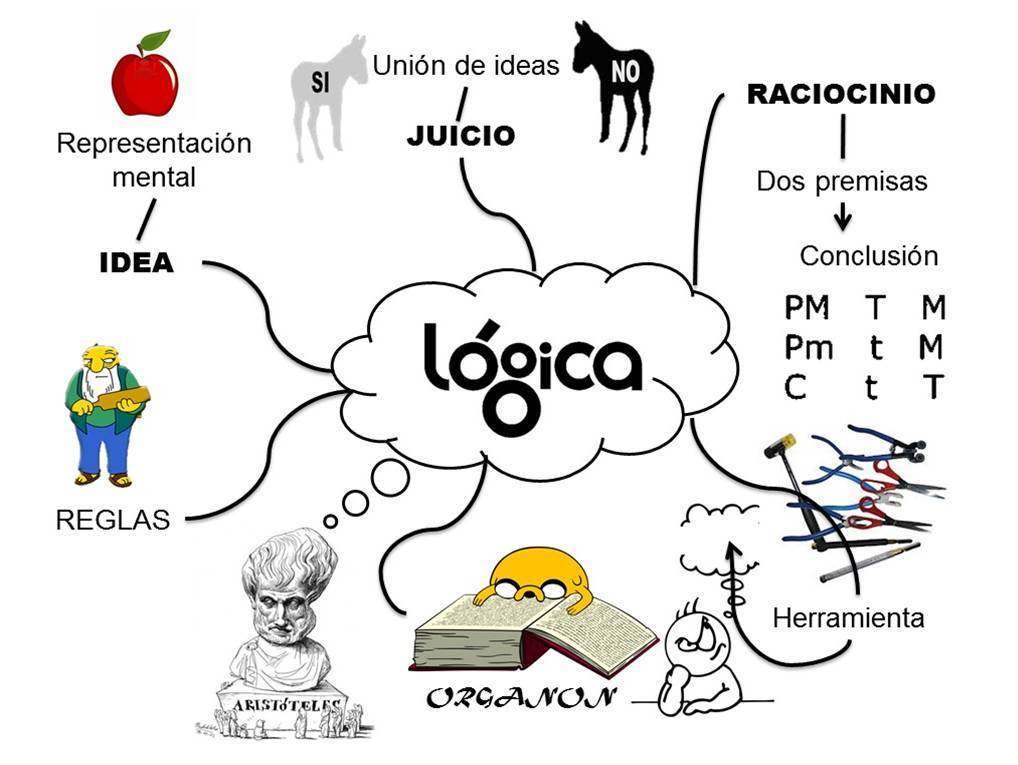 SI
Unión de ideas
NO
JUICIO
RACIOCINIO
Representación
mental
Dos premisas
IDEA
Conclusión
PM T M
Pm t M
C t T
lógica
REGLAS
Herramienta
ORGANON
ARISTÓTELES